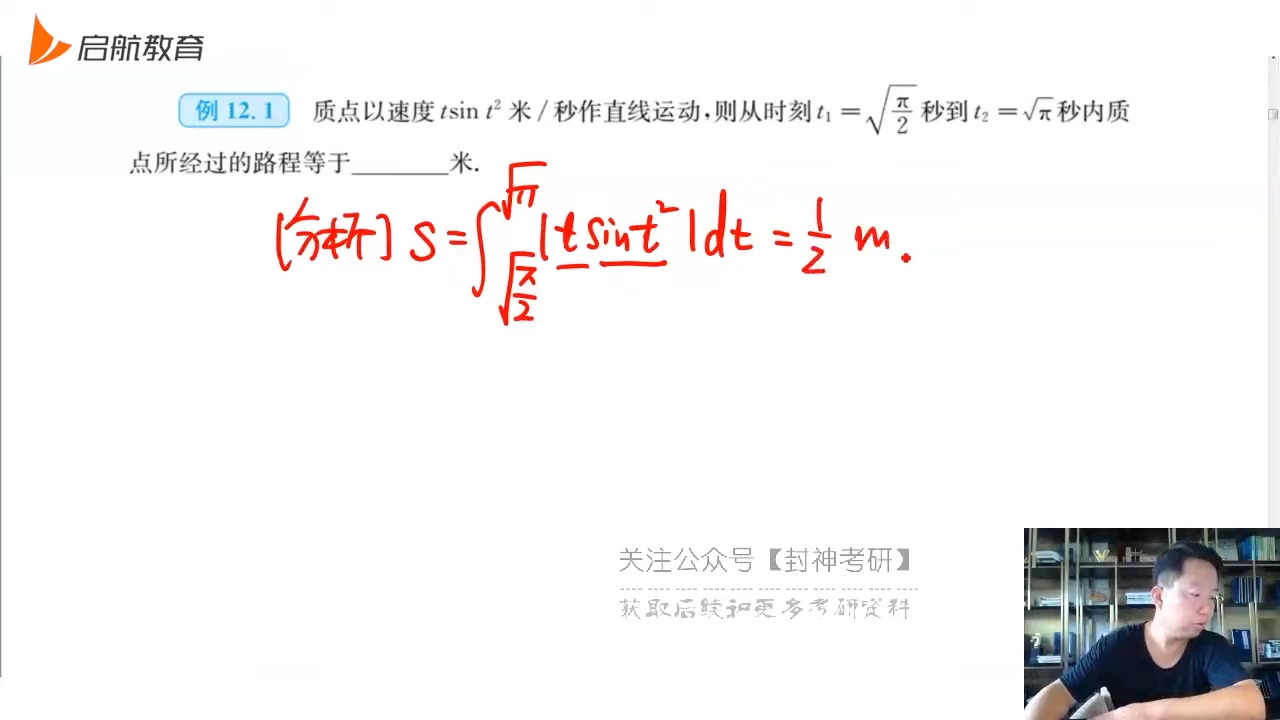 启航教育
例 12.1 质点以速度 tsin t² 米/秒作直线运动,则从时刻 t₁ = √(π/2) 秒到 t₂ = √π 秒内质
点所经过的路程等于________米.
[分析] S = ∫_{√(π/2)}^{√π} |t sin t²| dt = 1/2 m.
关注公众号【封神考研】
获取后续和更多考研资料